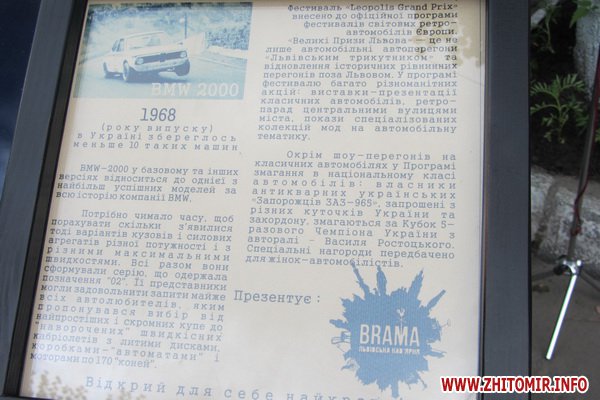 BMW 2000
1968
(року випуску)
в Україні збереглось
меньше 10 таких машин
BMW-2000 у базовому та інших
версіях відноситься до однієї з
найбільш успішних моделей за
всю історію компанії BMW.
Потрібно чимало часу, щоб
порахувати скільки з'явилися
тоді варіантів кузовів і силових
агрегатів різної потужності і з
різними максимальними
швидкостями. Всі разом вони
сформували серію, що одержала
позначення "02". Її представники
могли задовольнити запити майже
всіх автолюбителів, яким
пропонувався вибір від
найпростіших і скромних купе до
"наворочених" швидкісних
кабріолетів з литими дисками,
коробками-"автоматами" і
моторами по 170 "коней".
Фестиваль «Leopolis Grand Prix»
внесено до офіційної програми
фестивалів світових ретро-
автомобілів Європи.
«Великі Призи Львова» — це не
лише автомобільні автоперегони
«Львівським трикутником» та
відновлення історичних рівнинних
перегонів поза Львовом. У програмі
фестивалю багато різноманітних
акцій: виставки-презентації
класичних автомобілів, ретро-
парад центральними вулицями
міста, покази спеціалізованих
колекцій мод на автомобільну
тематику.
Окрім шоу-перегонів на
класичних автомобілях у Програмі
змагання в національному класі
автомобілів: власники
антикварних українських
«Запорожців ЗАЗ-965», запрошені з
різних куточків України та
закордону, змагаються за Кубок 5-
разового Чемпіона України з
авторалі - Василя Ростоцького.
Спеціальні нагороди передбачено
для жінок-автомобілістів.
Презентує:
BRAMA
ЛЬВІВСЬКА КАВ'ЯРНЯ
Відкрий для себе
WWW.ZHITOMIR.INFO